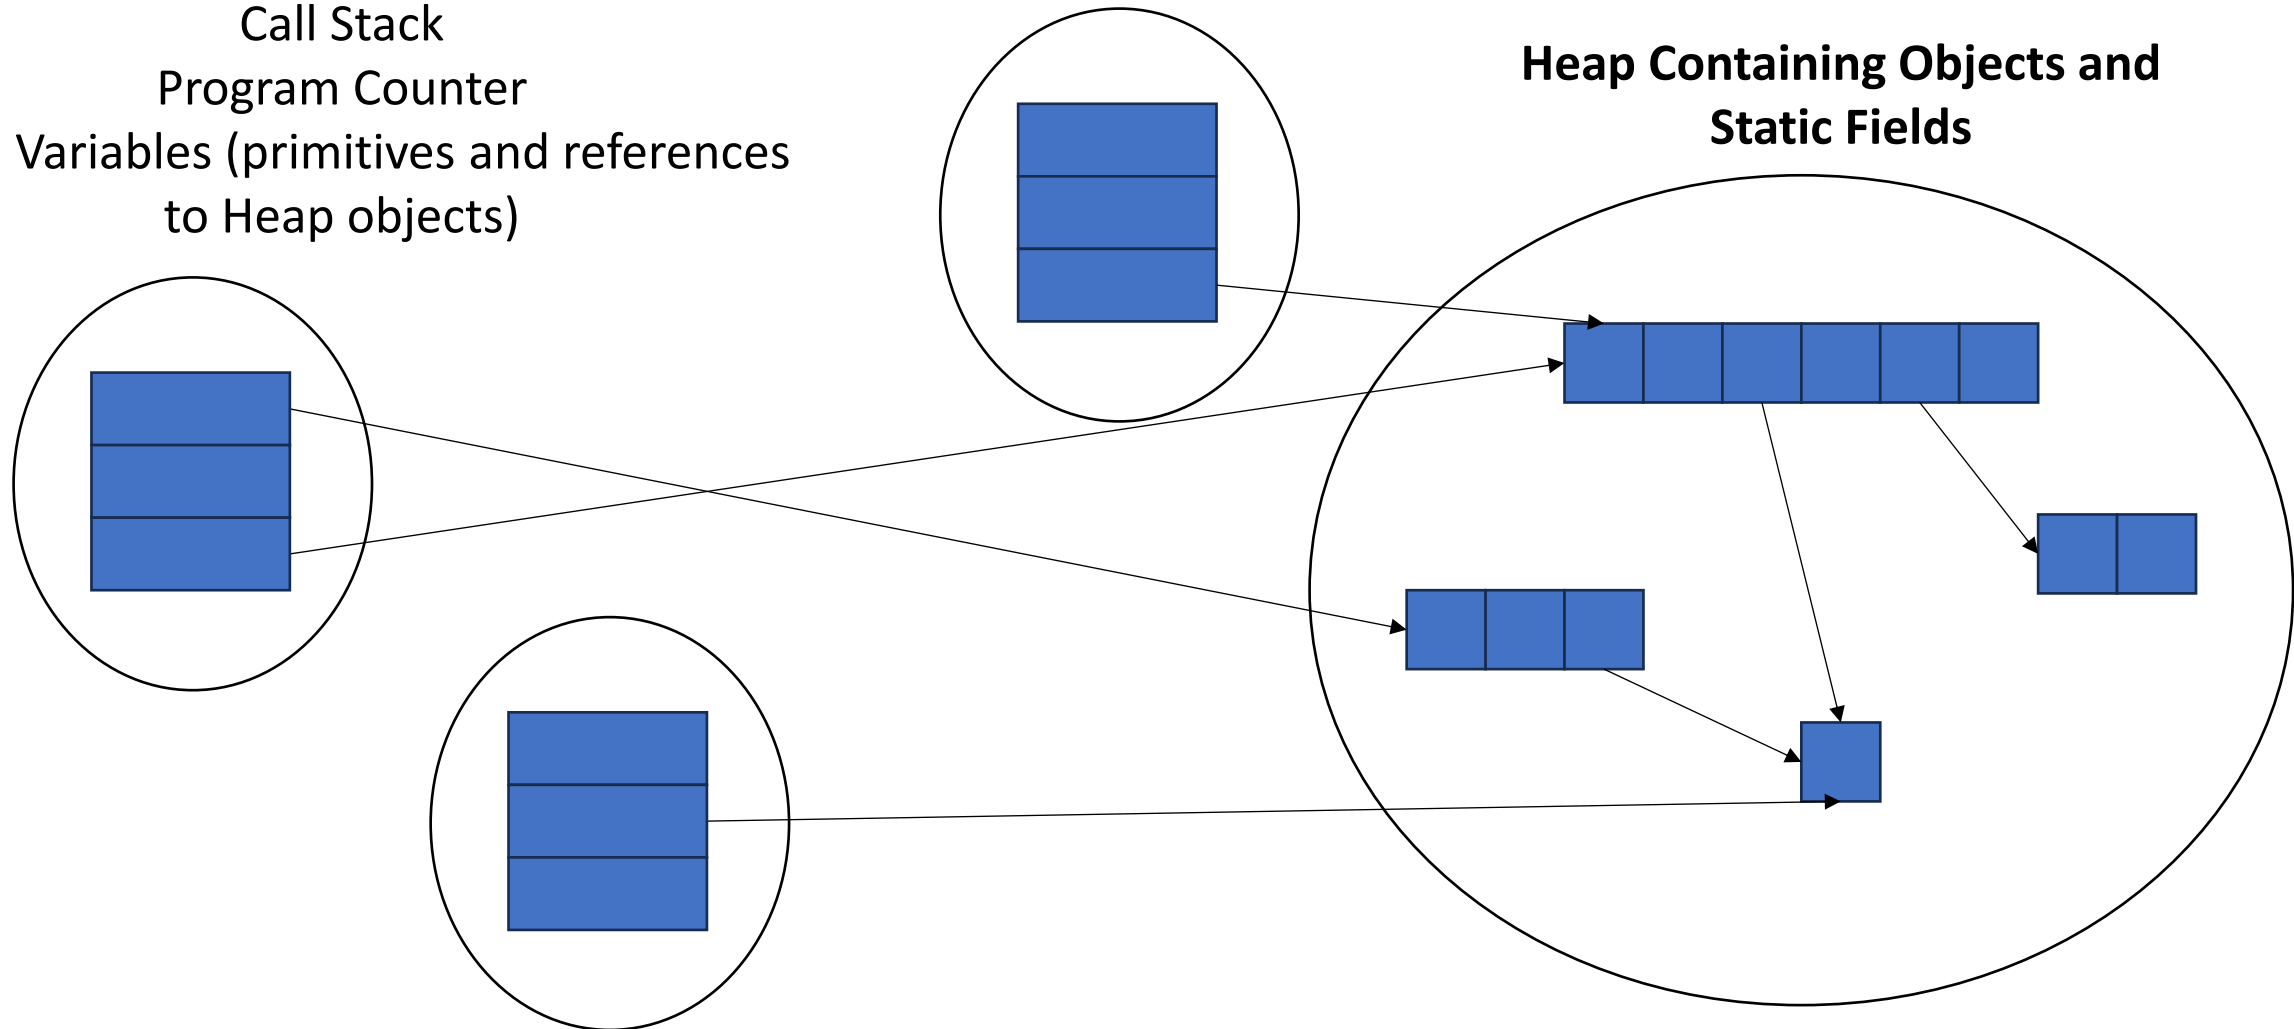 Call Stack
Program Counter
Variables (primitives and references
to Heap objects)
Heap Containing Objects and
Static Fields